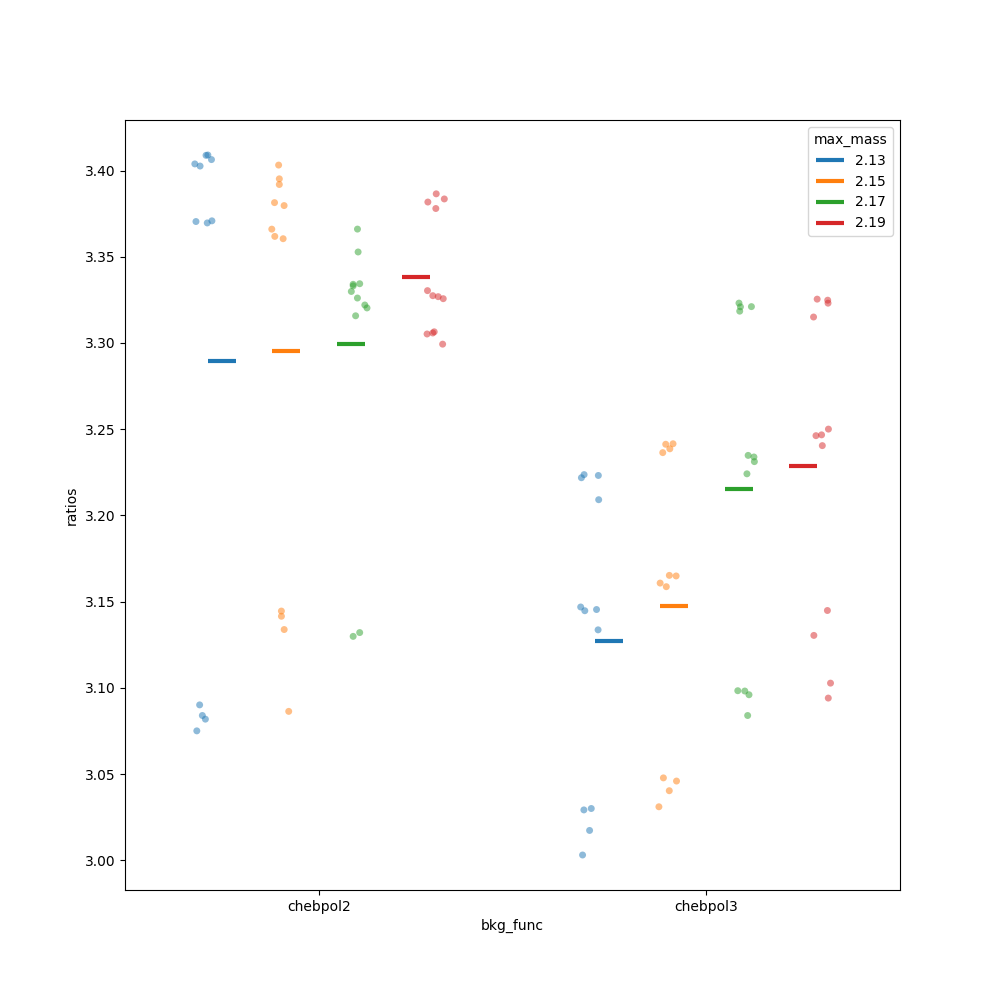 max_mass
2.13
2.15
2.17
2.19
3.40
3.35
3.30
3.25
3.20
3.15
3.10
3.05
3.00
ratios
chebpol2
chebpol3
bkg_func